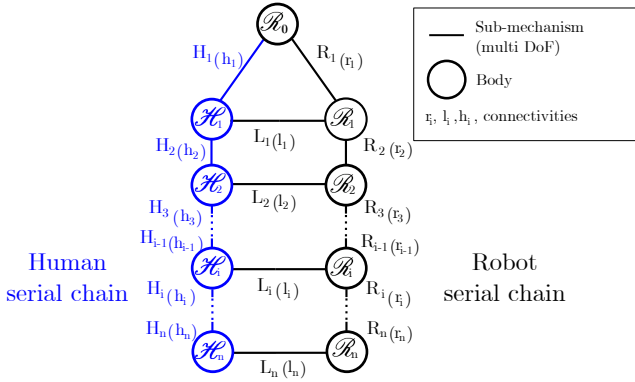 ℛ₀
Sub-mechanism
(multi DoF)
Body
rᵢ, lᵢ ,hᵢ , connectivities
H₁(h₁)
R₁(r₁)
ℋ₁
ℛ₁
L₁(l₁)
H₂(h₂)
R₂(r₂)
ℋ₂
ℛ₂
L₂(l₂)
H₃(h₃)
R₃(r₃)
Hᵢ₋₁(hᵢ₋₁)
Rᵢ₋₁(rᵢ₋₁)
Human
serial chain
ℋᵢ
ℛᵢ
Robot
serial chain
Lᵢ(lᵢ)
Hᵢ(hᵢ)
Rᵢ(rᵢ)
Hₙ(hₙ)
Rₙ(rₙ)
ℋₙ
ℛₙ
Lₙ(lₙ)